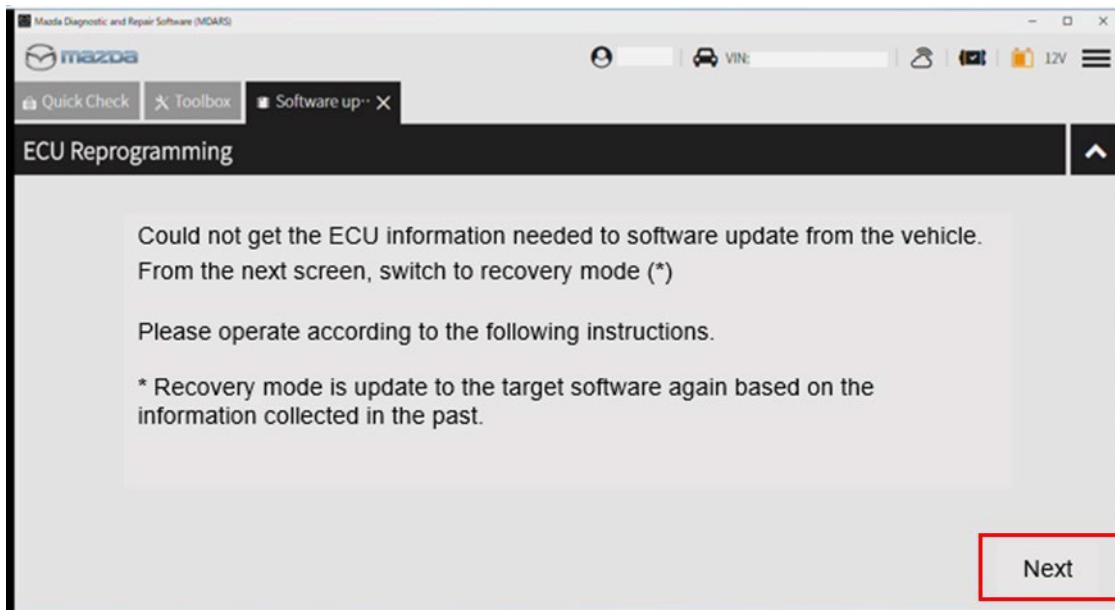 Mazda Diagnostic and Repair Software (MDARS)
mazda
VIN:
12V
Quick Check
Toolbox
Software up··
ECU Reprogramming
Could not get the ECU information needed to software update from the vehicle.
From the next screen, switch to recovery mode (*)
Please operate according to the following instructions.
* Recovery mode is update to the target software again based on the
information collected in the past.
Next